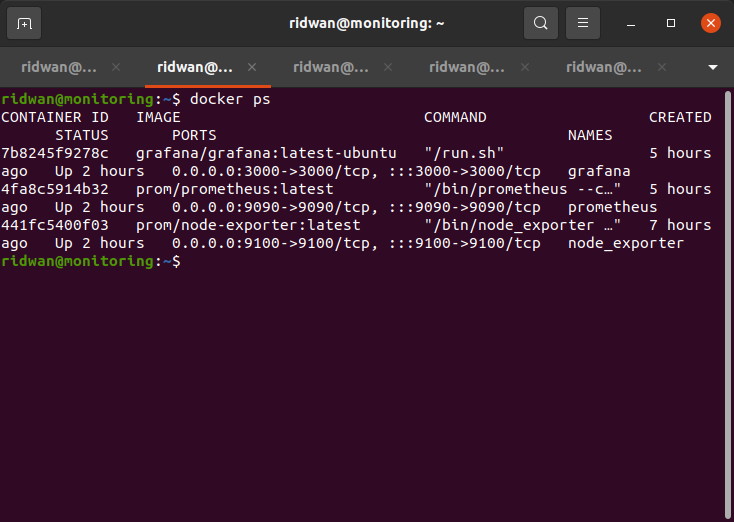 ridwan@monitoring: ~
ridwan@... ridwan@... ridwan@... ridwan@... ridwan@...
ridwan@monitoring:~$ docker ps
CONTAINER ID   IMAGE                           COMMAND                  CREATED
      STATUS       PORTS                                       NAMES
7b8245f9278c   grafana/grafana:latest-ubuntu   "/run.sh"                5 hours
ago   Up 2 hours   0.0.0.0:3000->3000/tcp, :::3000->3000/tcp   grafana
4fa8c5914b32   prom/prometheus:latest          "/bin/prometheus --c…"   5 hours
ago   Up 2 hours   0.0.0.0:9090->9090/tcp, :::9090->9090/tcp   prometheus
441fc5400f03   prom/node-exporter:latest       "/bin/node_exporter …"   7 hours
ago   Up 2 hours   0.0.0.0:9100->9100/tcp, :::9100->9100/tcp   node_exporter
ridwan@monitoring:~$